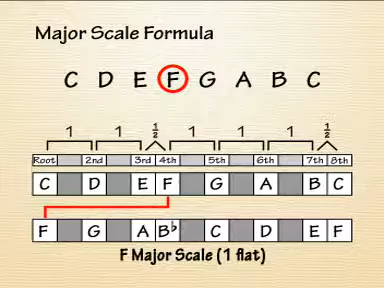 Major Scale Formula
C D E F G A B C
1 1 ½ 1 1 1 ½
Root 2nd 3rd 4th 5th 6th 7th 8th
C D E F G A B C
F G A B♭ C D E F
F Major Scale (1 flat)